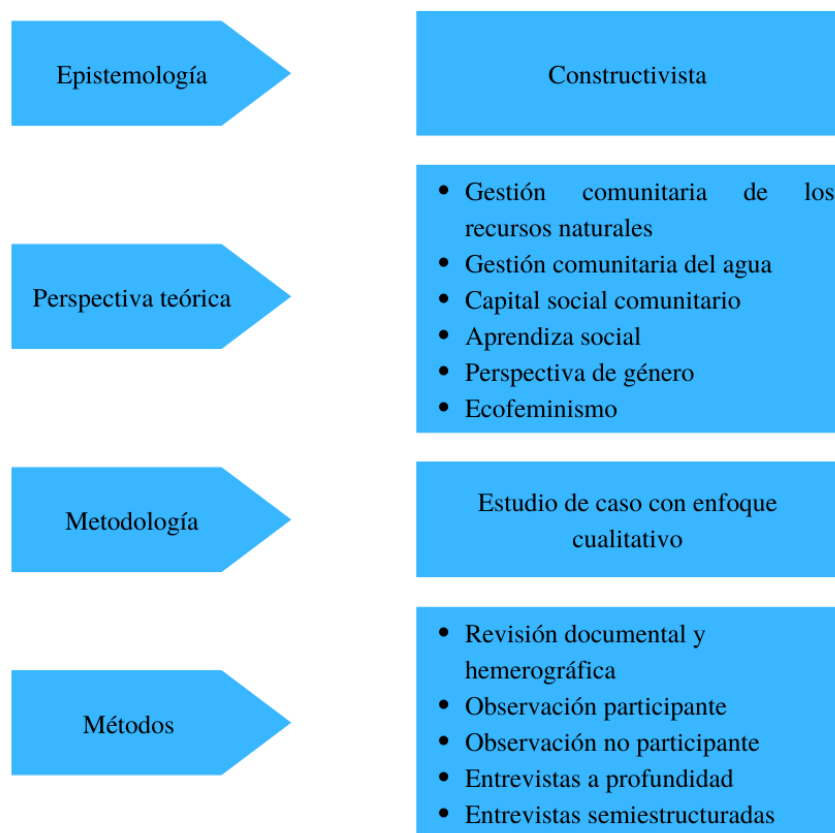 Epistemología
Constructivista
Perspectiva teórica
• Gestión comunitaria de los
recursos naturales
• Gestión comunitaria del agua
• Capital social comunitario
• Aprendiza social
• Perspectiva de género
• Ecofeminismo
Metodología
Estudio de caso con enfoque
cualitativo
Métodos
• Revisión documental y
hemerográfica
• Observación participante
• Observación no participante
• Entrevistas a profundidad
• Entrevistas semiestructuradas